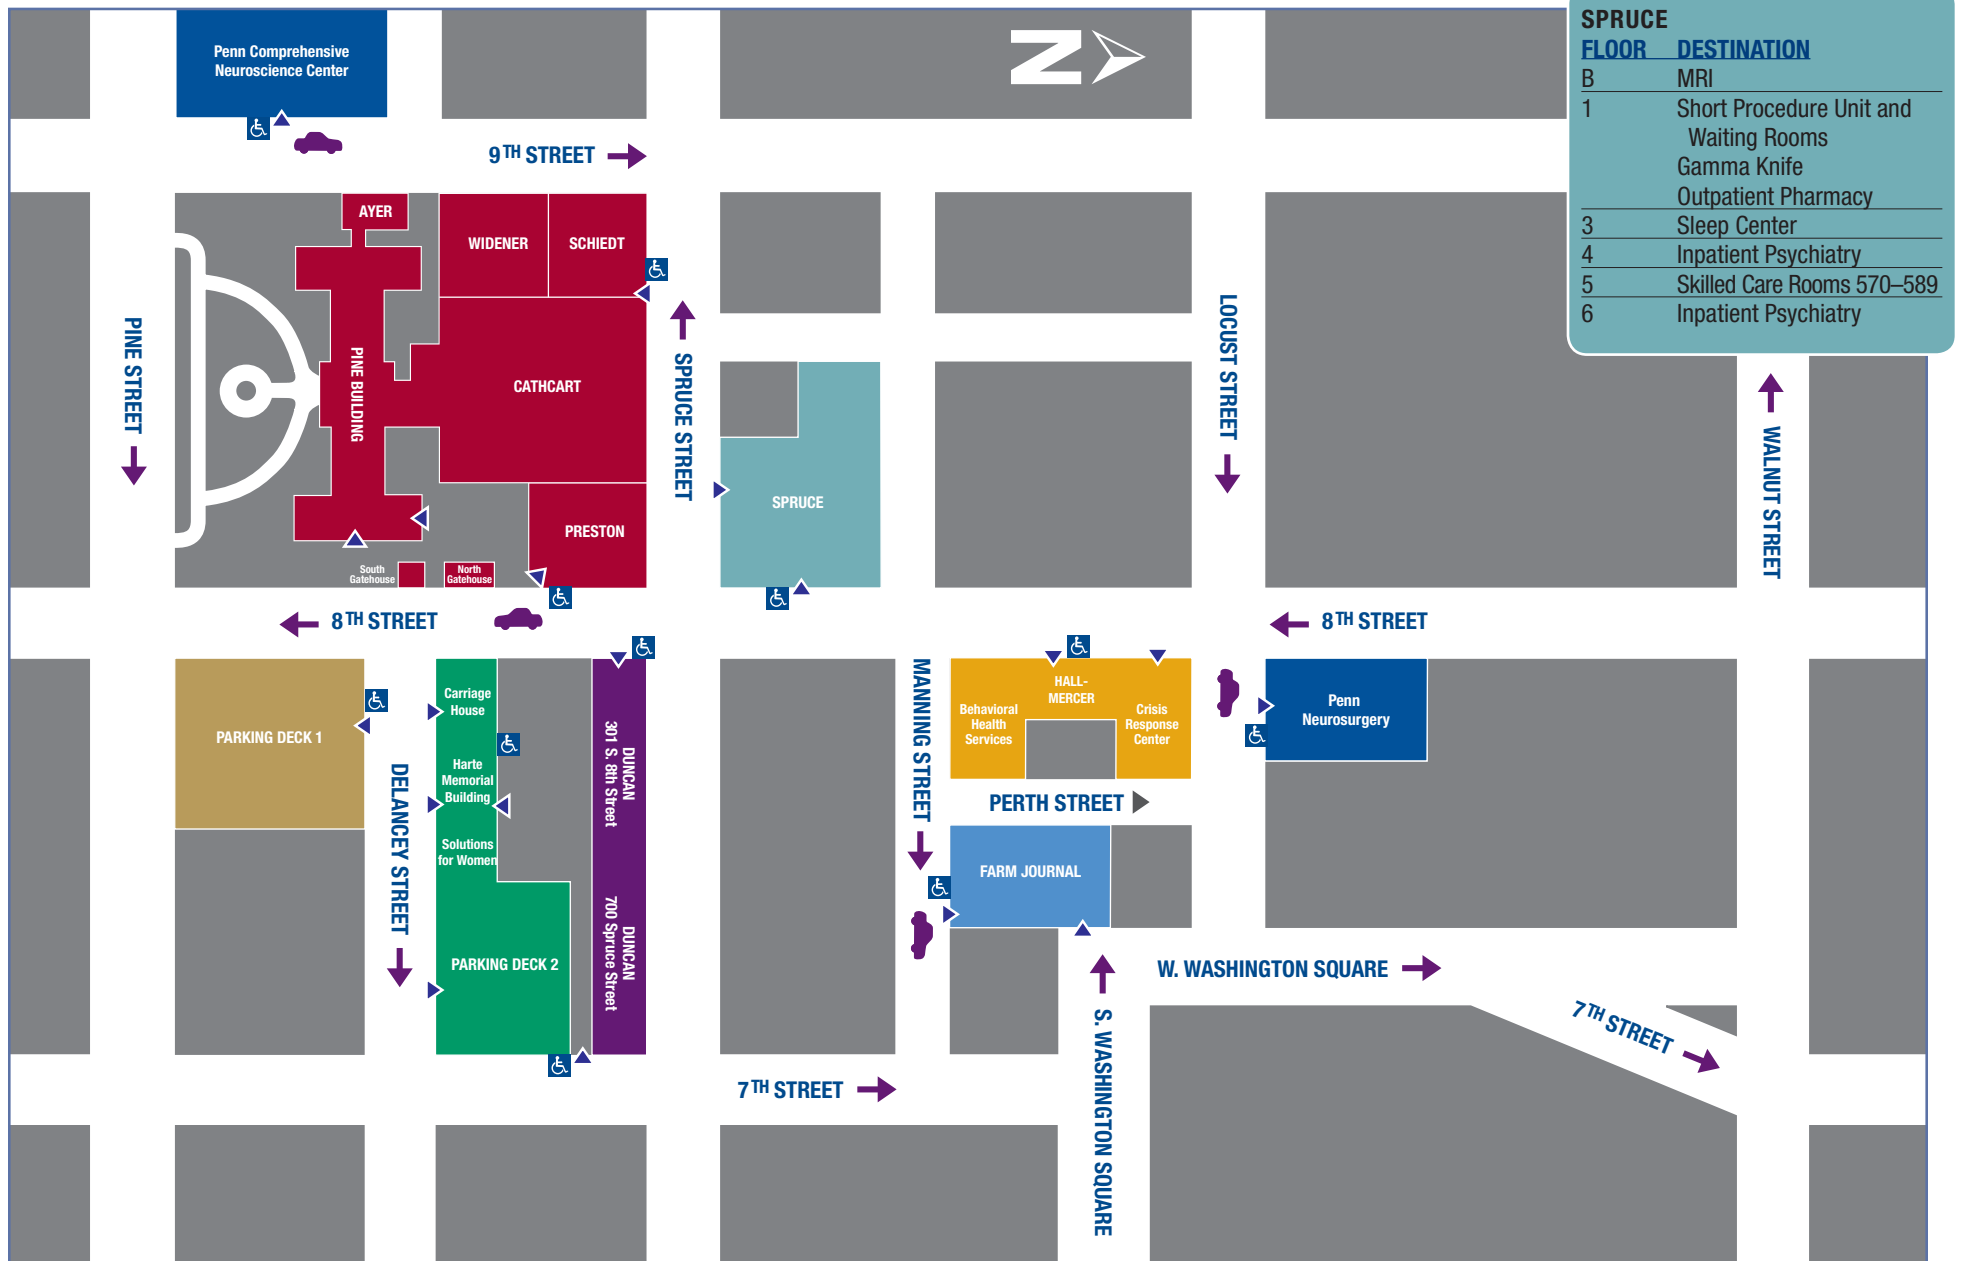 Penn Comprehensive
Neuroscience Center
N
SPRUCE
FLOOR DESTINATION
B MRI
1 Short Procedure Unit and
Waiting Rooms
Gamma Knife
Outpatient Pharmacy
3 Sleep Center
4 Inpatient Psychiatry
5 Skilled Care Rooms 570–589
6 Inpatient Psychiatry
9TH STREET
AYER
WIDENER
SCHIEDT
PINE STREET
PINE BUILDING
CATHCART
SPRUCE STREET
LOCUST STREET
WALNUT STREET
SPRUCE
PRESTON
South
Gatehouse
North
Gatehouse
8TH STREET
8TH STREET
PARKING DECK 1
DELANCEY STREET
Carriage
House
Harte
Memorial
Building
Solutions
for Women
PARKING DECK 2
DUNCAN
301 S. 8th Street
DUNCAN
700 Spruce Street
MANNING STREET
HALL-
MERCER
Behavioral
Health
Services
Crisis
Response
Center
Penn
Neurosurgery
PERTH STREET
FARM JOURNAL
W. WASHINGTON SQUARE
S. WASHINGTON SQUARE
7TH STREET
7TH STREET